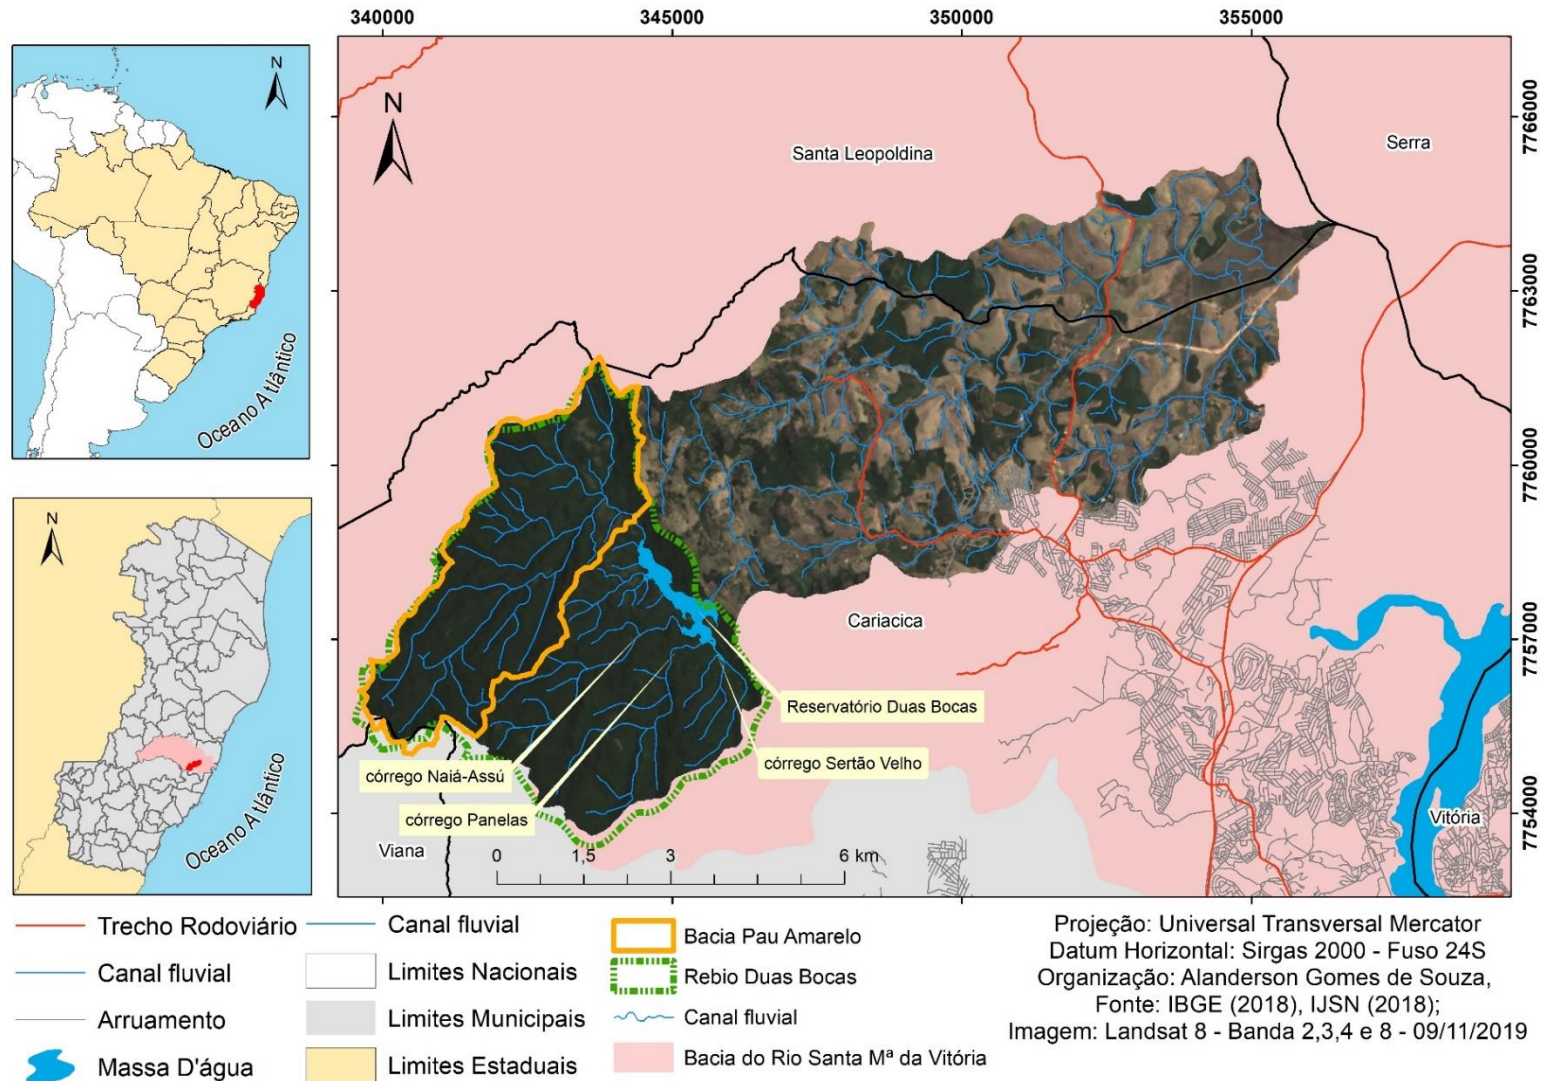 340000
345000
350000
355000
N
Oceano Atlântico
N
Santa Leopoldina
Serra
7766000
7763000
7760000
7757000
7754000
Cariacica
Reservatório Duas Bocas
córrego Sertão Velho
córrego Naiá-Assú
córrego Panelas
Viana
Vitória
0 1,5 3 6 km
N
Oceano Atlântico
Trecho Rodoviário
Canal fluvial
Arruamento
Massa D'água
Canal fluvial
Limites Nacionais
Limites Municipais
Limites Estaduais
Bacia Pau Amarelo
Rebio Duas Bocas
Canal fluvial
Bacia do Rio Santa Mª da Vitória
Projeção: Universal Transversal Mercator
Datum Horizontal: Sirgas 2000 - Fuso 24S
Organização: Alanderson Gomes de Souza,
Fonte: IBGE (2018), IJSN (2018);
Imagem: Landsat 8 - Banda 2,3,4 e 8 - 09/11/2019